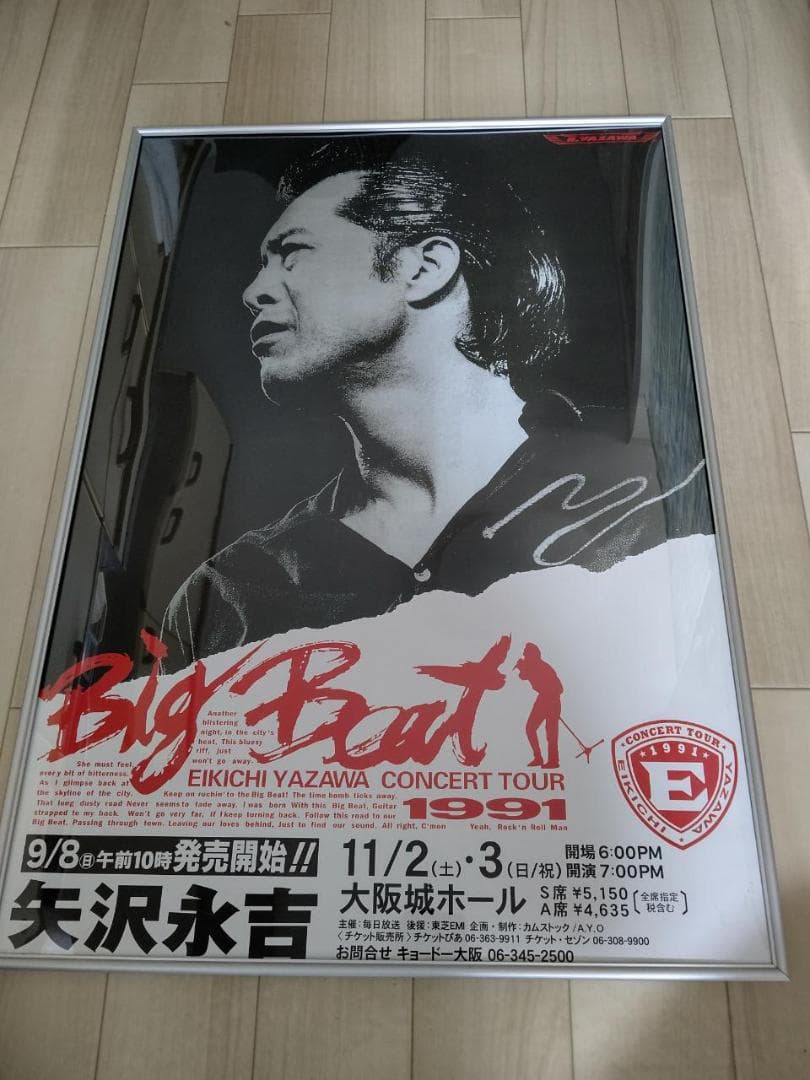 E.YAZAWA
Big Beat
Another
blistering
night, in the city's
heat, This bluesy
riff, just
won't go away.
She must feel
every bit of bitterness.
As I glimpse back at
the skyline of the city.
Keep on rockin' to the Big Beat! The time bomb ticks away.
That long dusty road Never seems to fade away. I was born With this Big Beat, Guitar
strapped to my back. Won't go very far, if I keep turning back. Follow this road to our
Big Beat. Passing through town. Leaving our loves behind, Just to find our sound. All right, C'mon Yeah, Rock'n Roll Man
EIKICHI YAZAWA CONCERT TOUR
1991
CONCERT TOUR
1991
E
EIKICHI YAZAWA
9/8(日)午前10時発売開始!!
矢沢永吉
11/2(土)・3(日/祝) 開場6:00PM
開演7:00PM
大阪城ホール S席¥5,150
A席¥4,635
全席指定
税含む
主催:毎日放送 後援:東芝EMI 企画・制作:カムストック/A.Y.O
〈チケット販売所〉チケットぴあ 06-363-9911 チケット・セゾン 06-308-9900
お問合せ キョードー大阪 06-345-2500